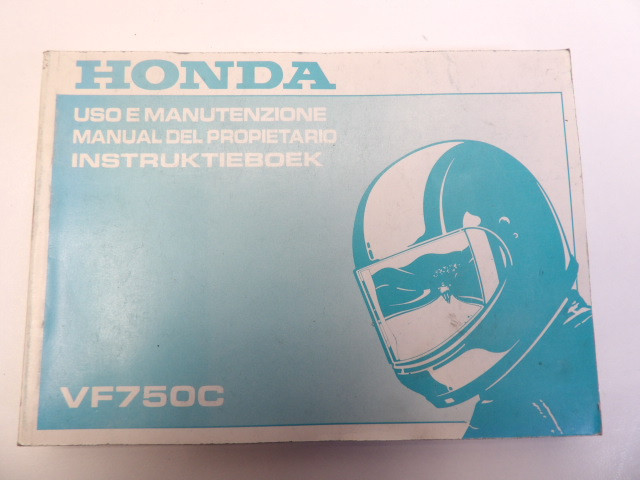 HONDA
USO E MANUTENZIONE
MANUAL DEL PROPIETARIO
INSTRUKTIEBOEK
VF750C